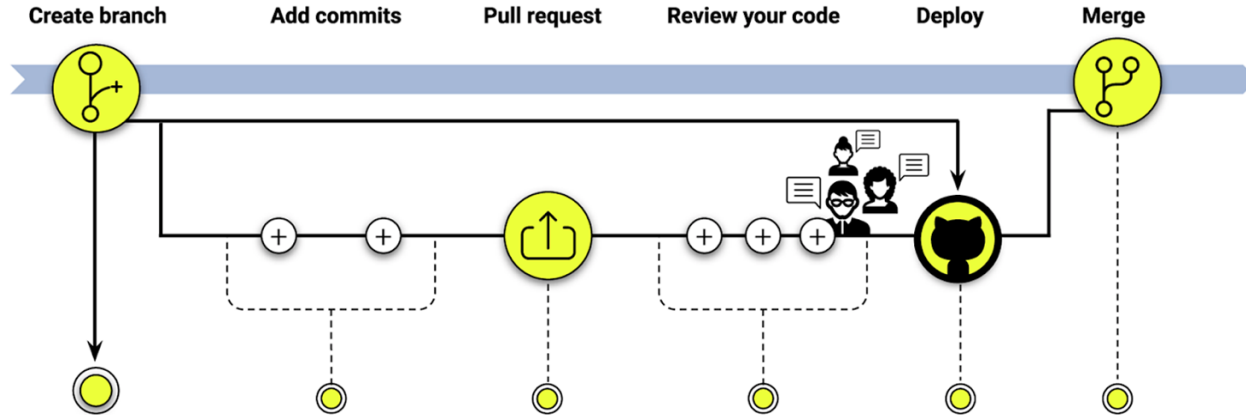 Create branch
Add commits
Pull request
Review your code
Deploy
Merge